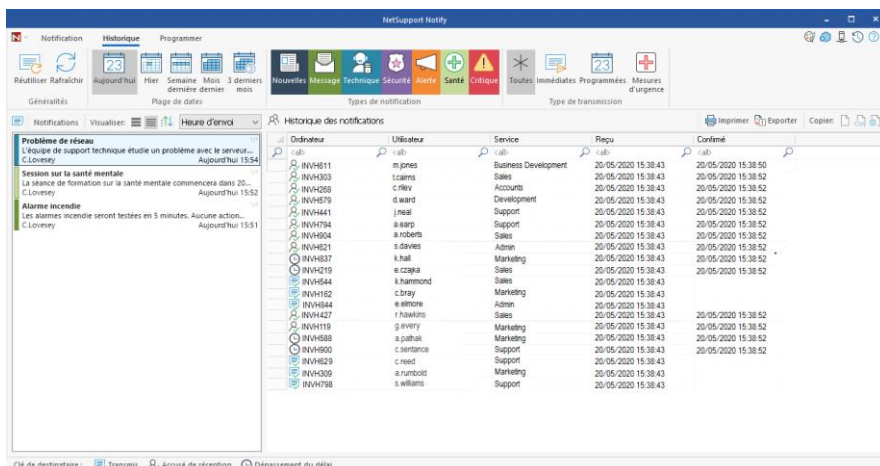 NetSupport Notify
Notification Historique Programmer
Réutiliser Rafraîchir Aujourd'hui Hier Semaine dernière Mois dernier 3 derniers mois Nouvelles Message Technique Sécurité Alerte Santé Critique Toutes Immédiates Programmées Mesures d'urgence
Généralités Plage de dates Types de notification Type de transmission
Notifications Visualiser: Heure d'envoi Historique des notifications Imprimer Exporter Copier:
Problème de réseau
L'équipe de support technique étudie un problème avec le serveur...
C.Lovesey Aujourd'hui 15:54
Session sur la santé mentale
La séance de formation sur la santé mentale commencera dans 20...
C.Lovesey Aujourd'hui 15:52
Alarme incendie
Les alarmes incendie seront testées en 5 minutes. Aucune action...
C.Lovesey Aujourd'hui 15:51
Ordinateur Utilisateur Service Reçu Confirmé
INVH611 m.jones Business Development 20/05/2020 15:38:43 20/05/2020 15:38:50
INVH303 t.cairns Sales 20/05/2020 15:38:43 20/05/2020 15:38:52
INVH268 c.riley Accounts 20/05/2020 15:38:43 20/05/2020 15:38:52
INVH579 d.ward Development 20/05/2020 15:38:43 20/05/2020 15:38:52
INVH441 j.neal Support 20/05/2020 15:38:43 20/05/2020 15:38:52
INVH794 a.earp Support 20/05/2020 15:38:43 20/05/2020 15:38:52
INVH904 a.roberts Sales 20/05/2020 15:38:43 20/05/2020 15:38:52
INVH621 s.davies Admin 20/05/2020 15:38:43 20/05/2020 15:38:52
INVH837 k.hall Marketing 20/05/2020 15:38:43 20/05/2020 15:38:52
INVH219 e.czajka Sales 20/05/2020 15:38:43 20/05/2020 15:38:52
INVH544 k.hammond Sales 20/05/2020 15:38:43
INVH162 c.bray Marketing 20/05/2020 15:38:43
INVH844 e.elmore Admin 20/05/2020 15:38:43
INVH427 r.hawkins Sales 20/05/2020 15:38:43 20/05/2020 15:38:52
INVH119 g.every Marketing 20/05/2020 15:38:43 20/05/2020 15:38:52
INVH588 a.pathak Marketing 20/05/2020 15:38:43 20/05/2020 15:38:52
INVH900 c.sentance Support 20/05/2020 15:38:43 20/05/2020 15:38:52
INVH629 c.reed Support 20/05/2020 15:38:43
INVH309 a.rumbold Marketing 20/05/2020 15:38:43
INVH798 s.williams Support 20/05/2020 15:38:43
Clé de destinataire : Transmis Accusé de réception Dépassement du délai